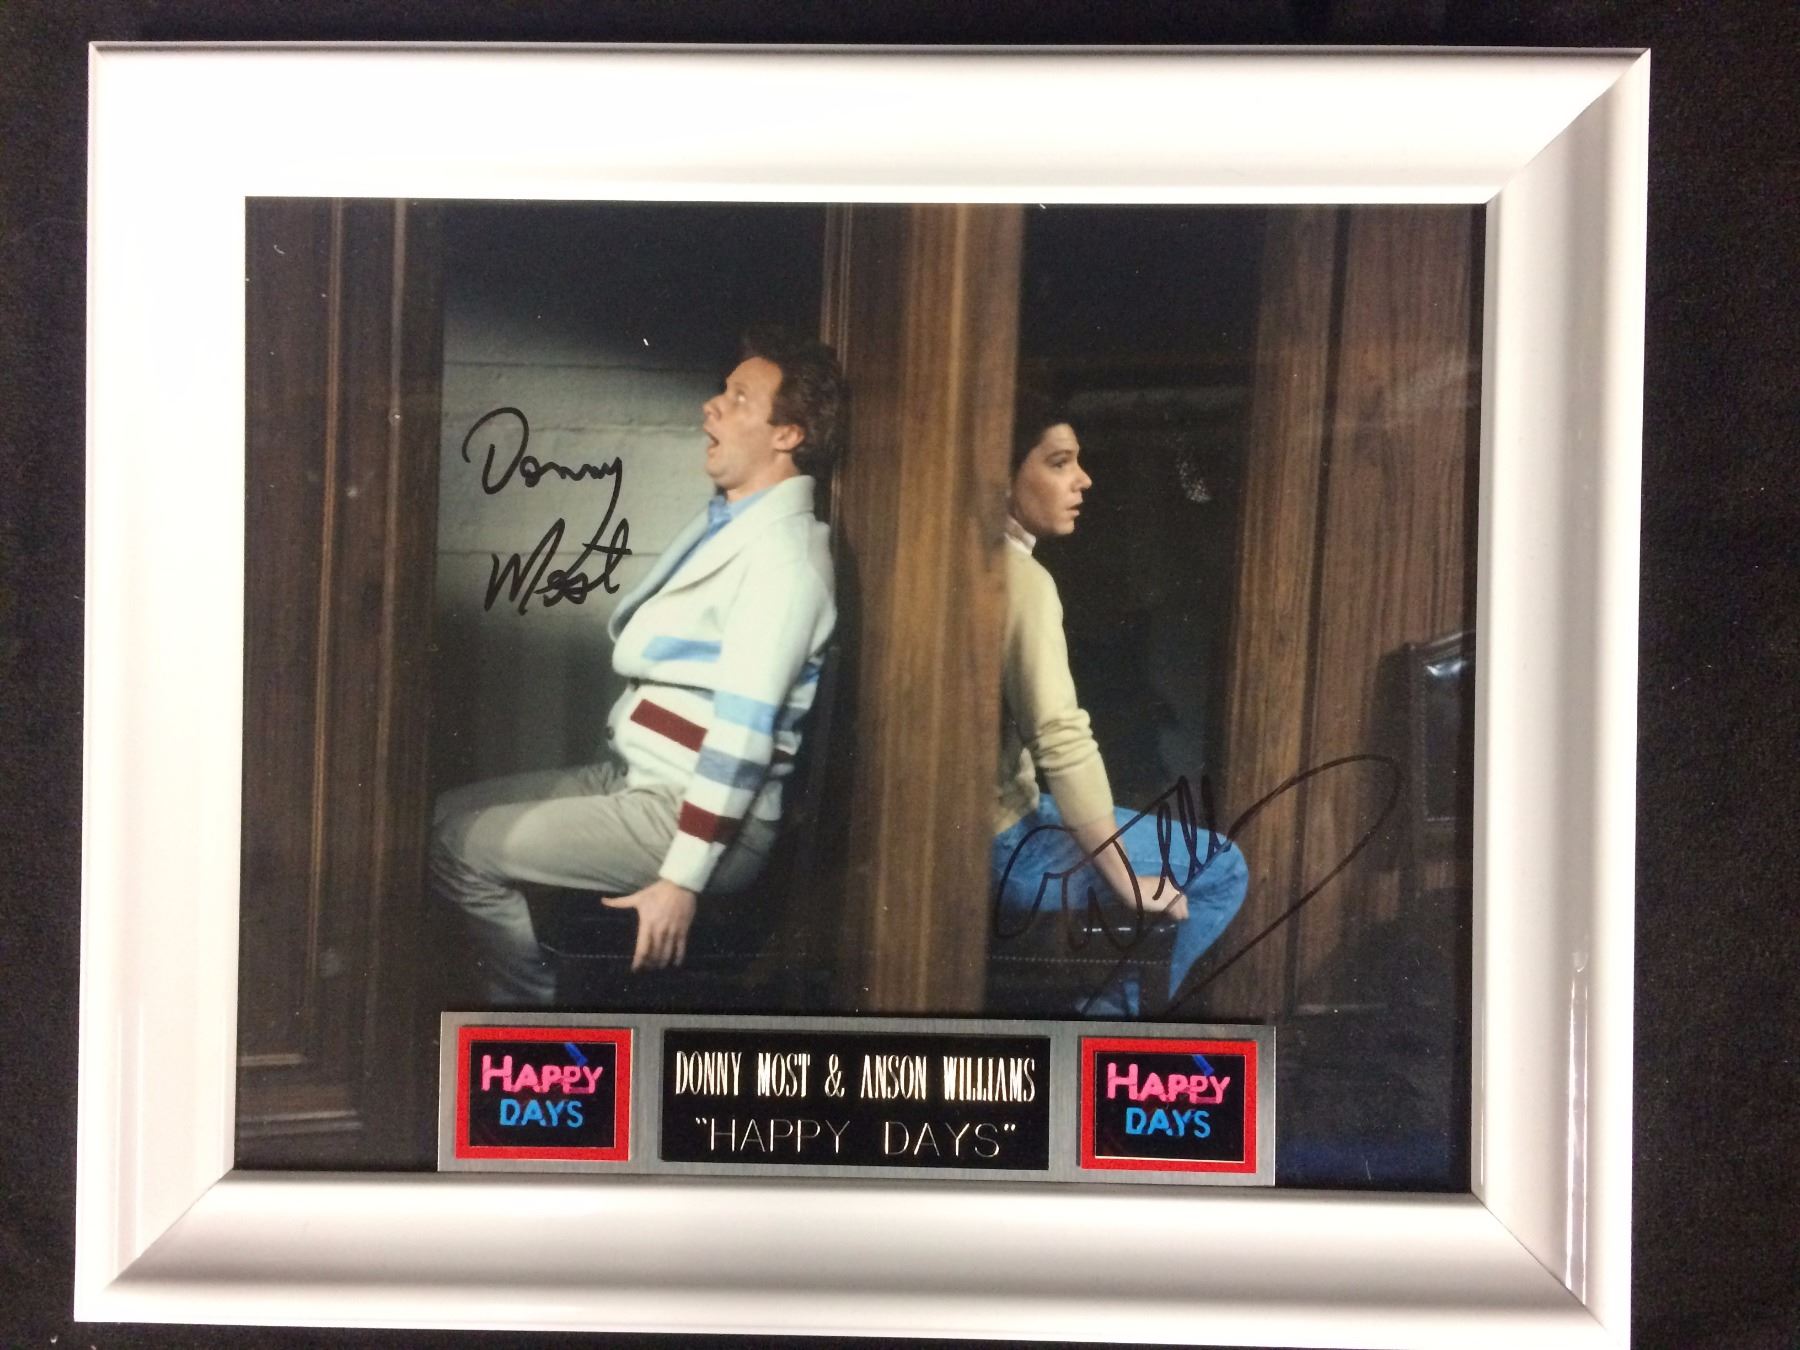 Donny
Most
HAPPY
DAYS
DONNY MOST & ANSON WILLIAMS
"HAPPY DAYS"
HAPPY
DAYS